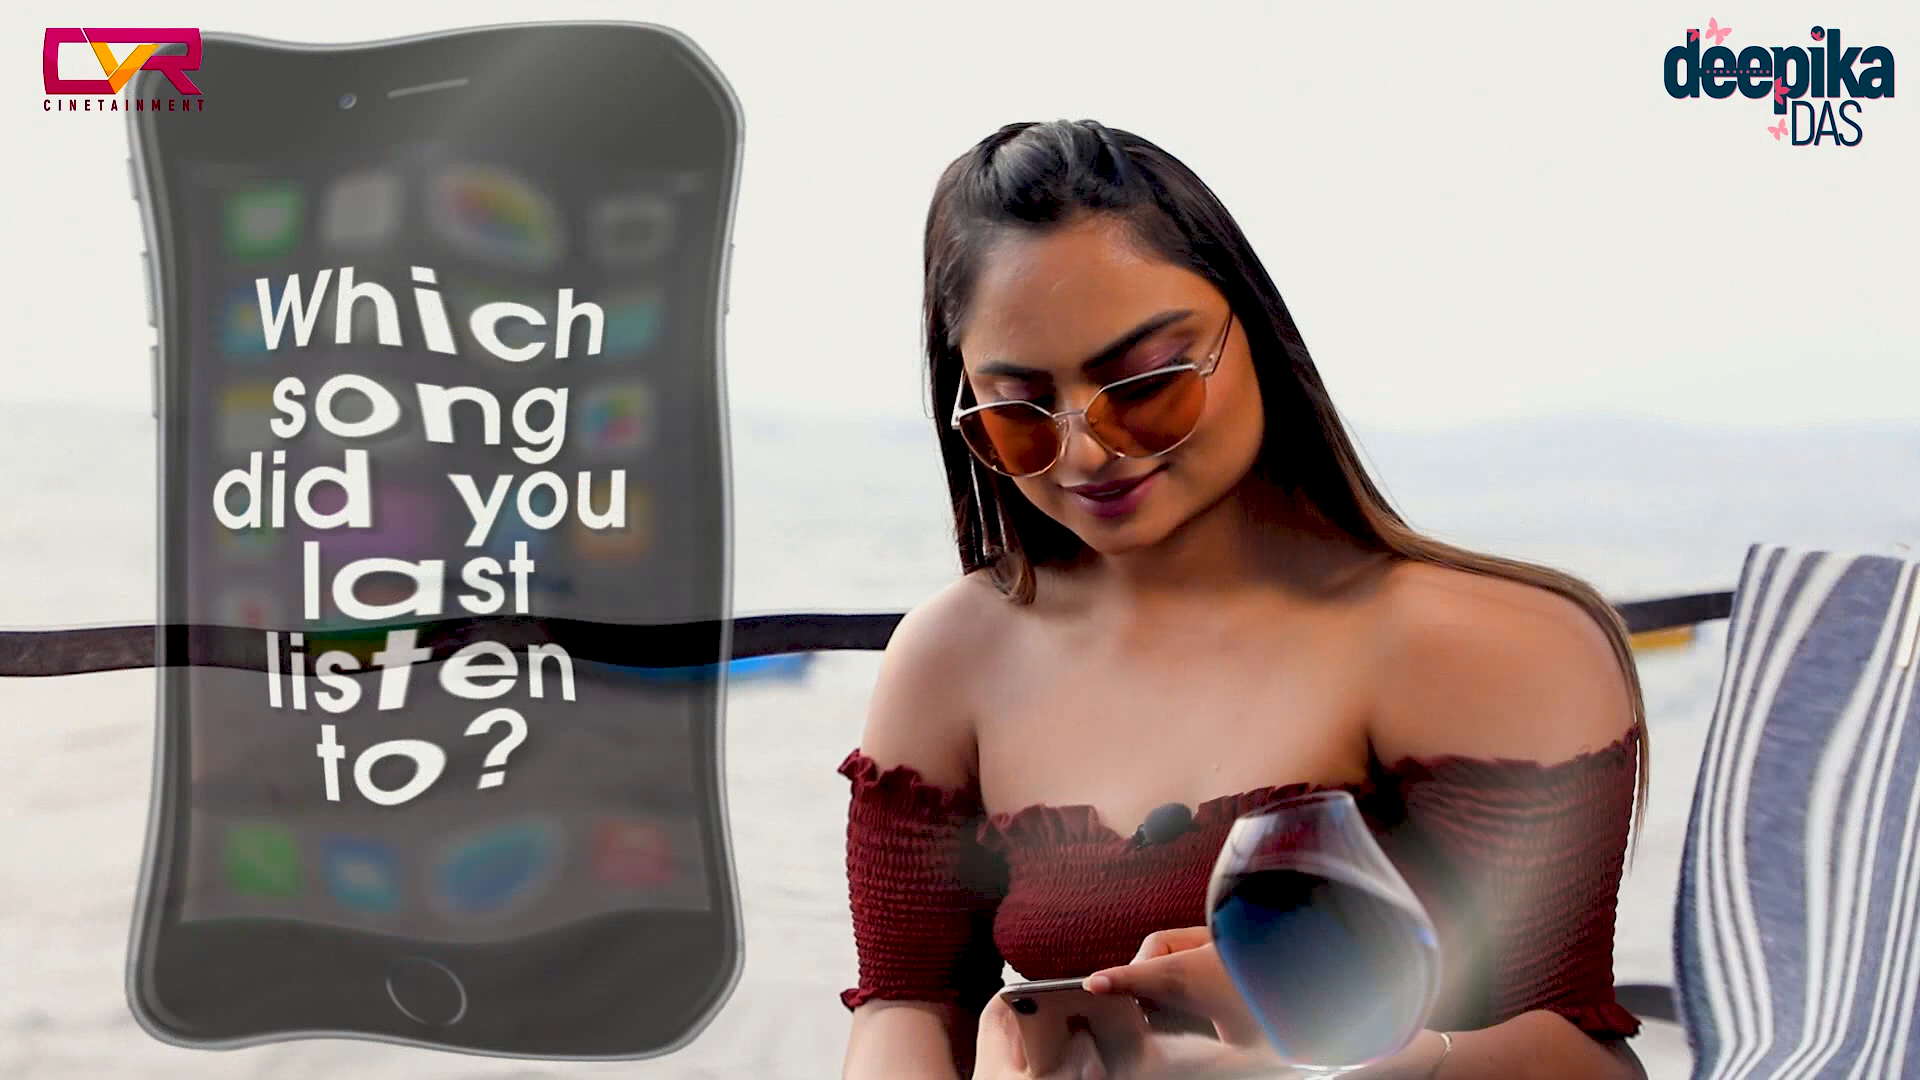 CVR
CINETAINMENT
deepika
DAS
Which
song
did you
last
listen
to?